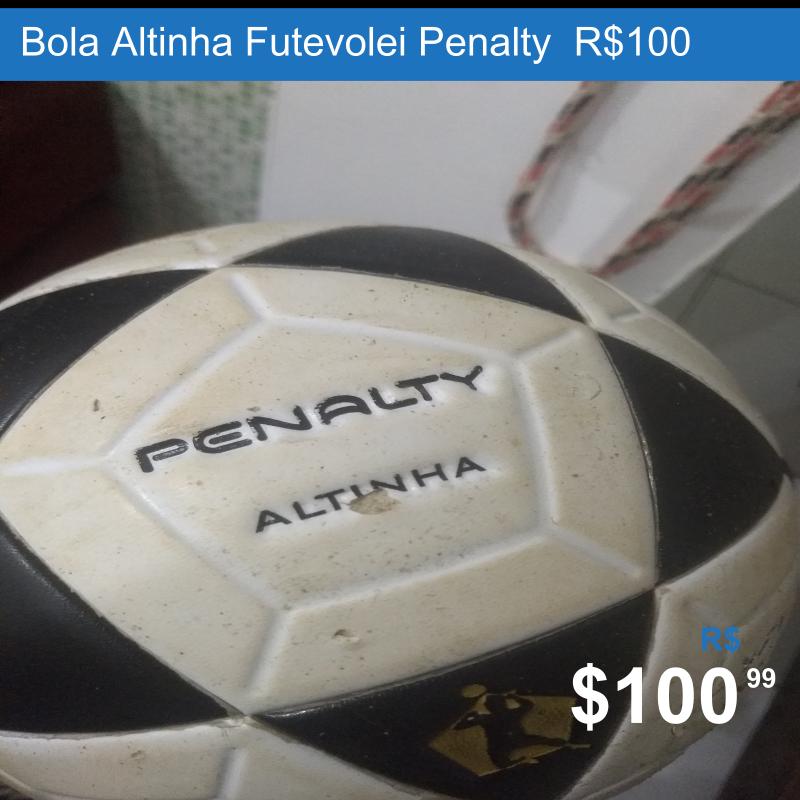 Bola Altinha Futevolei Penalty R$100
PENALTY
ALTINHA
R$
$100 99